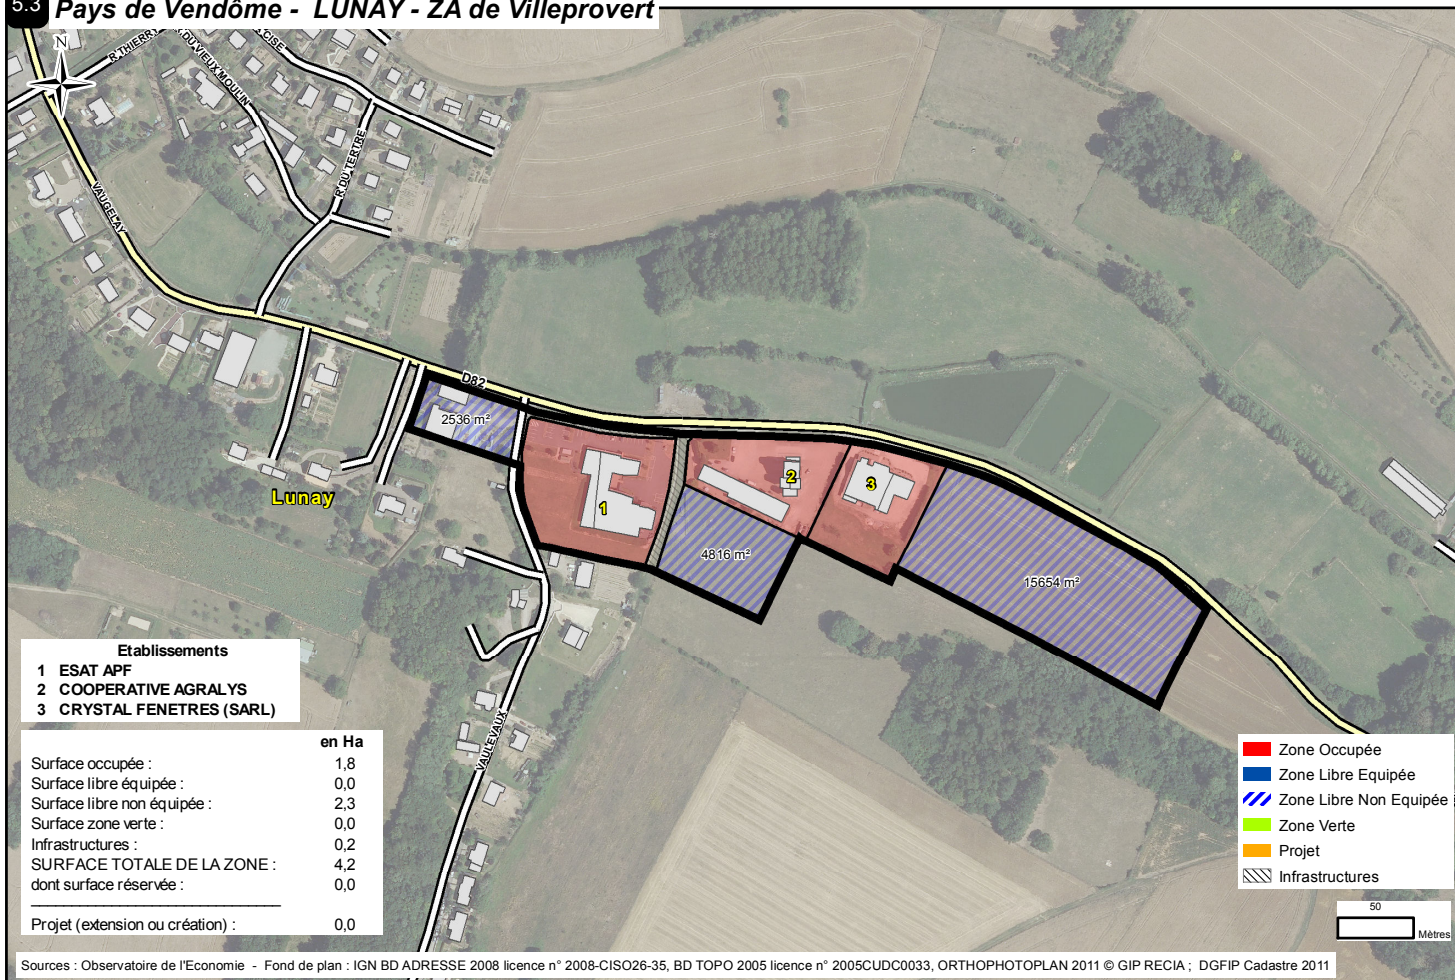 5.3 Pays de Vendôme - LUNAY - ZA de Villeprovert
N
R THIERRY
R DU VIEUX MOULIN
CISE
R DU TERTRE
VAUGELAY
D82
2536 m²
Lunay
1
2
3
4816 m²
15654 m²
VAULEVAUX
Etablissements
1 ESAT APF
2 COOPERATIVE AGRALYS
3 CRYSTAL FENETRES (SARL)
en Ha
Surface occupée : 1,8
Surface libre équipée : 0,0
Surface libre non équipée : 2,3
Surface zone verte : 0,0
Infrastructures : 0,2
SURFACE TOTALE DE LA ZONE : 4,2
dont surface réservée : 0,0
Projet (extension ou création) : 0,0
Zone Occupée
Zone Libre Equipée
Zone Libre Non Equipée
Zone Verte
Projet
Infrastructures
50
Mètres
Sources : Observatoire de l'Economie - Fond de plan : IGN BD ADRESSE 2008 licence n° 2008-CISO26-35, BD TOPO 2005 licence n° 2005CUDC0033, ORTHOPHOTOPLAN 2011 © GIP RECIA ; DGFIP Cadastre 2011